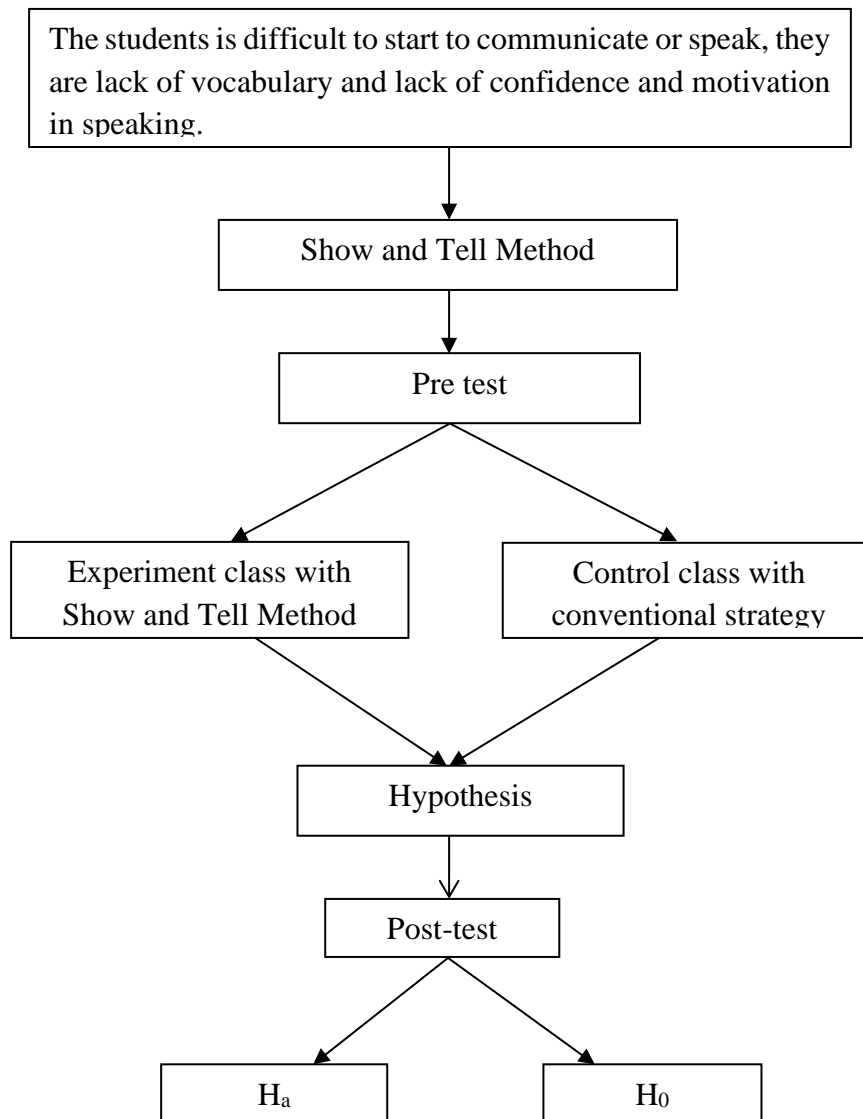 The students is difficult to start to communicate or speak, they
are lack of vocabulary and lack of confidence and motivation
in speaking.
Show and Tell Method
Pre test
Experiment class with
Show and Tell Method
Control class with
conventional strategy
Hypothesis
Post-test
Hₐ
H₀